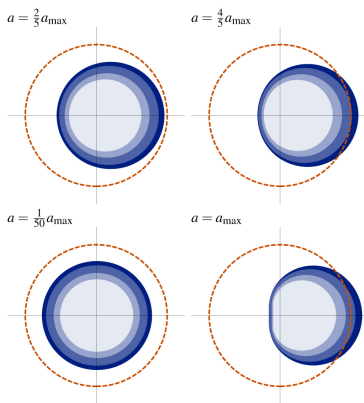 a = 2/5 a_max
a = 4/5 a_max
a = 1/50 a_max
a = a_max